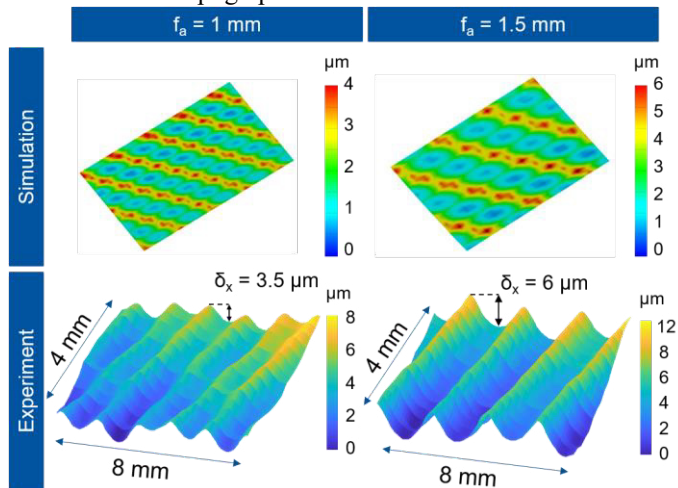 fₐ = 1 mm
fₐ = 1.5 mm
Simulation
µm
4
3
2
1
0
µm
6
5
4
3
2
1
0
Experiment
δₓ = 3.5 µm
4 mm
8 mm
µm
8
6
4
2
0
δₓ = 6 µm
4 mm
8 mm
µm
12
10
8
6
4
2
0